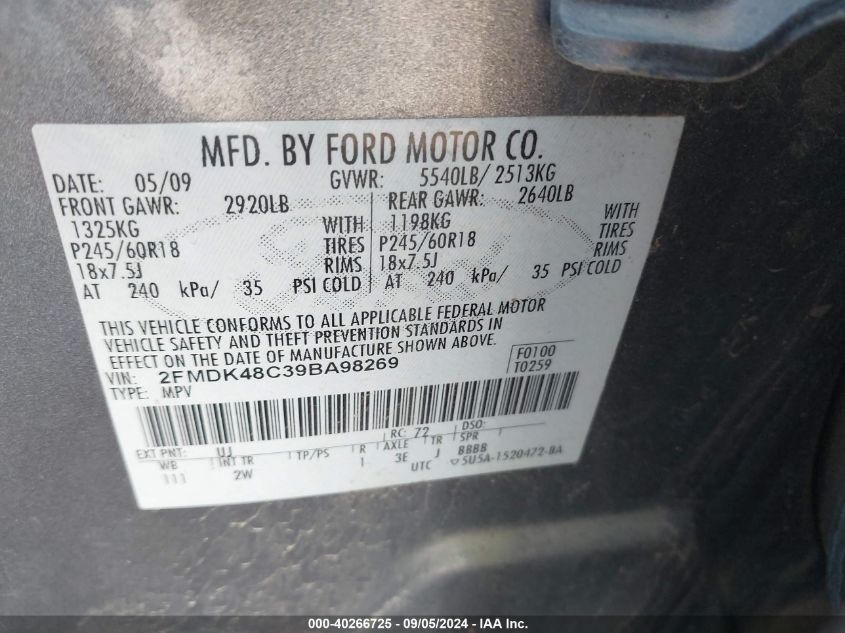 MFD. BY FORD MOTOR CO.
DATE: 05/09 GVWR: 5540LB/ 2513KG
FRONT GAWR: 2920LB REAR GAWR: 2640LB
1325KG WITH 1198KG WITH
P245/60R18 TIRES P245/60R18 TIRES
18x7.5J RIMS 18x7.5J RIMS
AT 240 kPa/ 35 PSI COLD AT 240 kPa/ 35 PSI COLD
THIS VEHICLE CONFORMS TO ALL APPLICABLE FEDERAL MOTOR
VEHICLE SAFETY AND THEFT PREVENTION STANDARDS IN
EFFECT ON THE DATE OF MANUFACTURE SHOWN ABOVE.
VIN: 2FMDK48C39BA98269 F0100
TYPE: MPV T0259
EXT PNT: UJ RC: 72 DSO:
WB INT TR TP/PS R AXLE TR SPR
111 2W 1 3E J BBBB
UTC ▽5U5A-1520472-BA
000-40266725 - 09/05/2024 - IAA Inc.